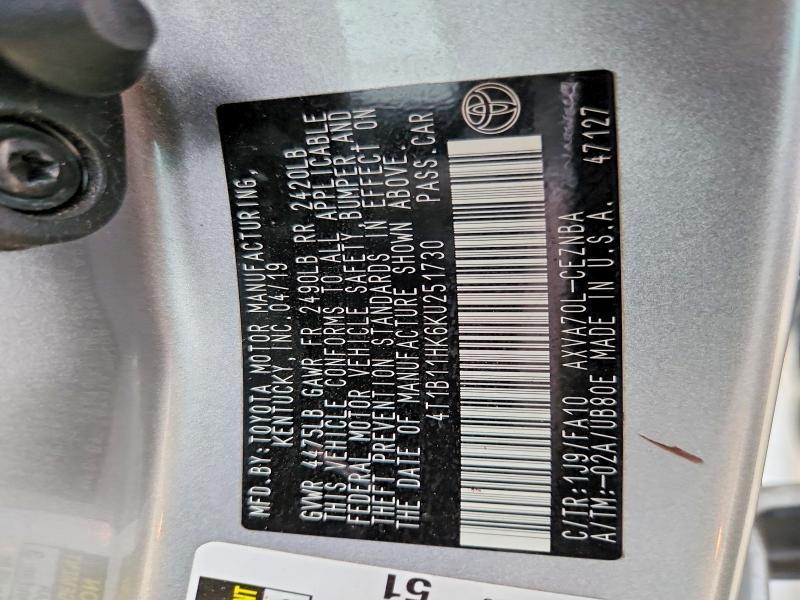 MFD.BY: TOYOTA MOTOR MANUFACTURING,
KENTUCKY, INC. 04/19
GVWR 4475LB GAWR FR 2490LB RR 2420LB
THIS VEHICLE CONFORMS TO ALL APPLICABLE
FEDERAL MOTOR VEHICLE SAFETY BUMPER AND
THEFT PREVENTION STANDARDS IN EFFECT ON
THE DATE OF MANUFACTURE SHOWN ABOVE.
4T1B11HK6KU251730 PASS.CAR
C/TR:1J9/FA10 AXVA70L-CEZNBA
A/TM:-02A/UB80E MADE IN U.S.A. 47127
51